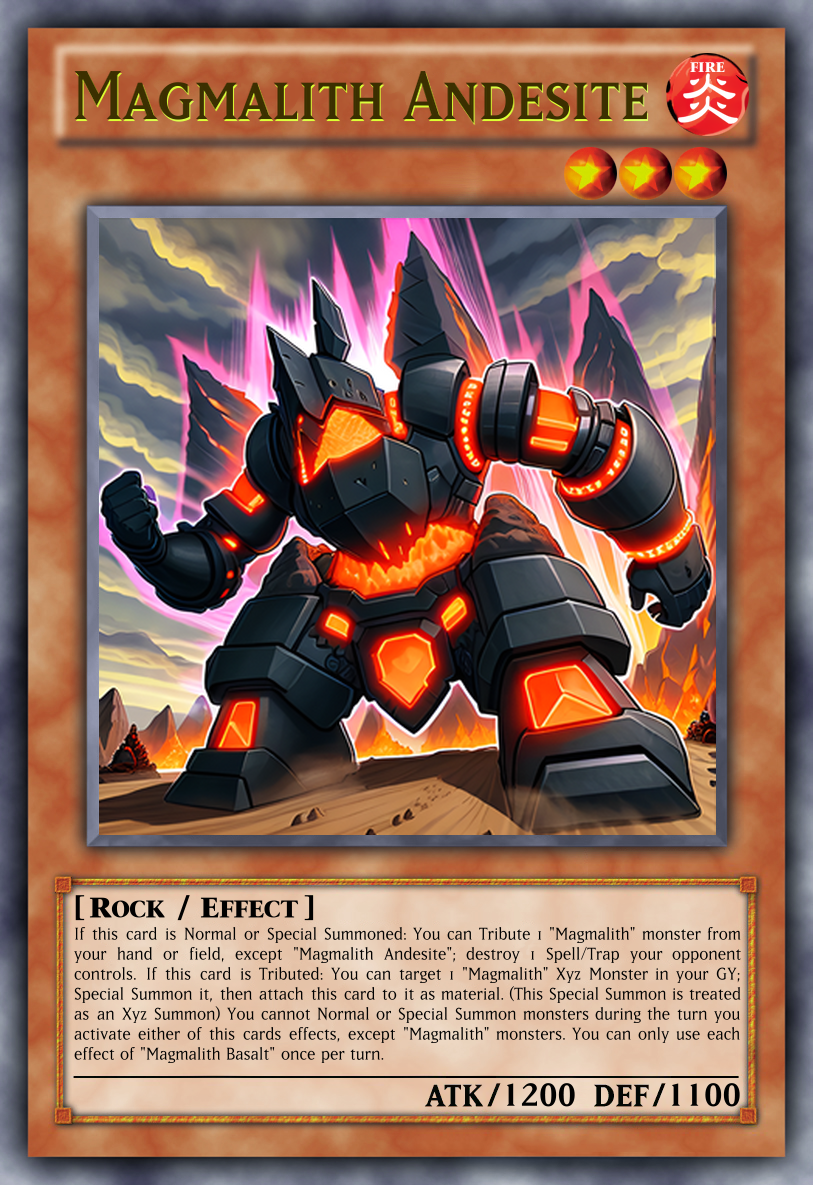 Magmalith Andesite
FIRE
炎
[ Rock / Effect ]
If this card is Normal or Special Summoned: You can Tribute 1 "Magmalith" monster from
your hand or field, except "Magmalith Andesite"; destroy 1 Spell/Trap your opponent
controls. If this card is Tributed: You can target 1 "Magmalith" Xyz Monster in your GY;
Special Summon it, then attach this card to it as material. (This Special Summon is treated
as an Xyz Summon) You cannot Normal or Special Summon monsters during the turn you
activate either of this cards effects, except "Magmalith" monsters. You can only use each
effect of "Magmalith Basalt" once per turn.
ATK/1200 DEF/1100